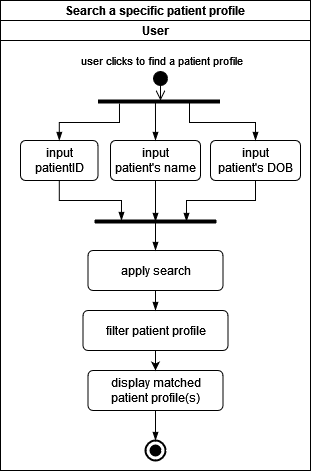 Search a specific patient profile
User
user clicks to find a patient profile
input
patientID
input
patient's name
input
patient's DOB
apply search
filter patient profile
display matched
patient profile(s)